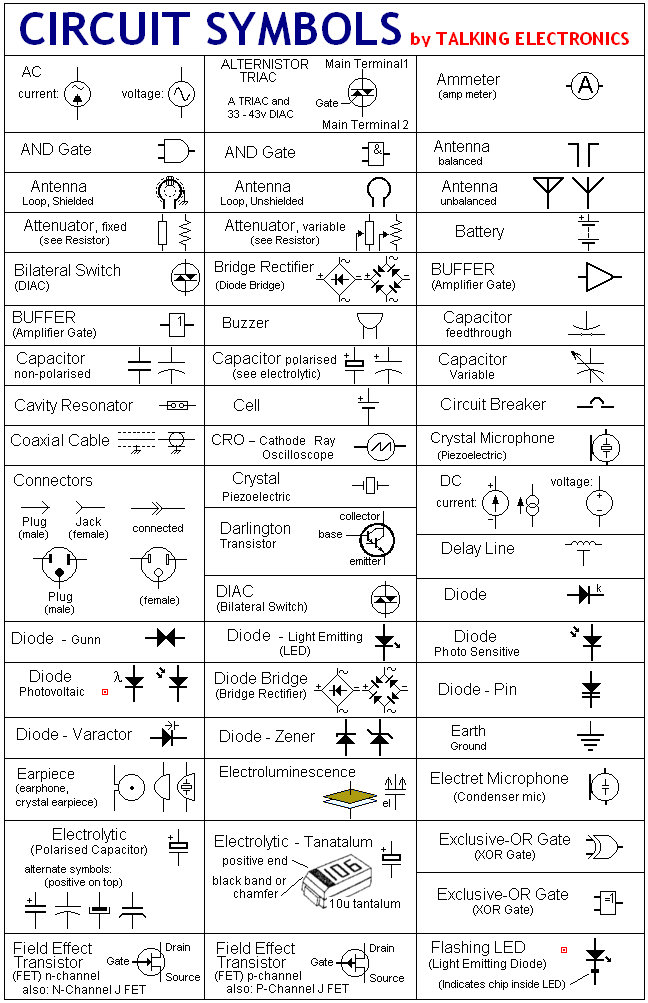 CIRCUIT SYMBOLS by TALKING ELECTRONICS
AC
current:
voltage:
ALTERNISTOR
TRIAC
A TRIAC and
33 - 43v DIAC
Main Terminal1
Gate
Main Terminal 2
Ammeter
(amp meter)
A
AND Gate
AND Gate
&
Antenna
balanced
Antenna
Loop, Shielded
Antenna
Loop, Unshielded
Antenna
unbalanced
Attenuator, fixed
(see Resistor)
Attenuator, variable
(see Resistor)
Battery
+
Bilateral Switch
(DIAC)
Bridge Rectifier
(Diode Bridge)
+ - + -
BUFFER
(Amplifier Gate)
BUFFER
(Amplifier Gate)
1
Buzzer
Capacitor
feedthrough
Capacitor
non-polarised
Capacitor polarised
(see electrolytic)
+ +
Capacitor
Variable
Cavity Resonator
Cell
+
Circuit Breaker
Coaxial Cable
CRO - Cathode Ray
Oscilloscope
Crystal Microphone
(Piezoelectric)
Connectors
Plug
(male)
Jack
(female)
connected
Plug
(male)
(female)
Crystal
Piezoelectric
DC
current:
voltage:
+
-
+
-
Darlington
Transistor
collector
base
emitter
Delay Line
DIAC
(Bilateral Switch)
Diode
k
Diode - Gunn
Diode - Light Emitting
(LED)
Diode
Photo Sensitive
Diode
Photovoltaic
λ
Diode Bridge
(Bridge Rectifier)
+ - + -
Diode - Pin
Diode - Varactor
Diode - Zener
Earth
Ground
Earpiece
(earphone,
crystal earpiece)
Electroluminescence
el
Electret Microphone
(Condenser mic)
Electrolytic
(Polarised Capacitor)
+
alternate symbols:
(positive on top)
+
Electrolytic - Tanatalum
positive end
black band or
chamfer
106
10u tantalum
+
Exclusive-OR Gate
(XOR Gate)
Exclusive-OR Gate
(XOR Gate)
=1
Field Effect
Transistor
(FET) n-channel
also: N-Channel J FET
Gate
Drain
Source
Field Effect
Transistor
(FET) p-channel
also: P-Channel J FET
Gate
Drain
Source
Flashing LED
(Light Emitting Diode)
(Indicates chip inside LED)